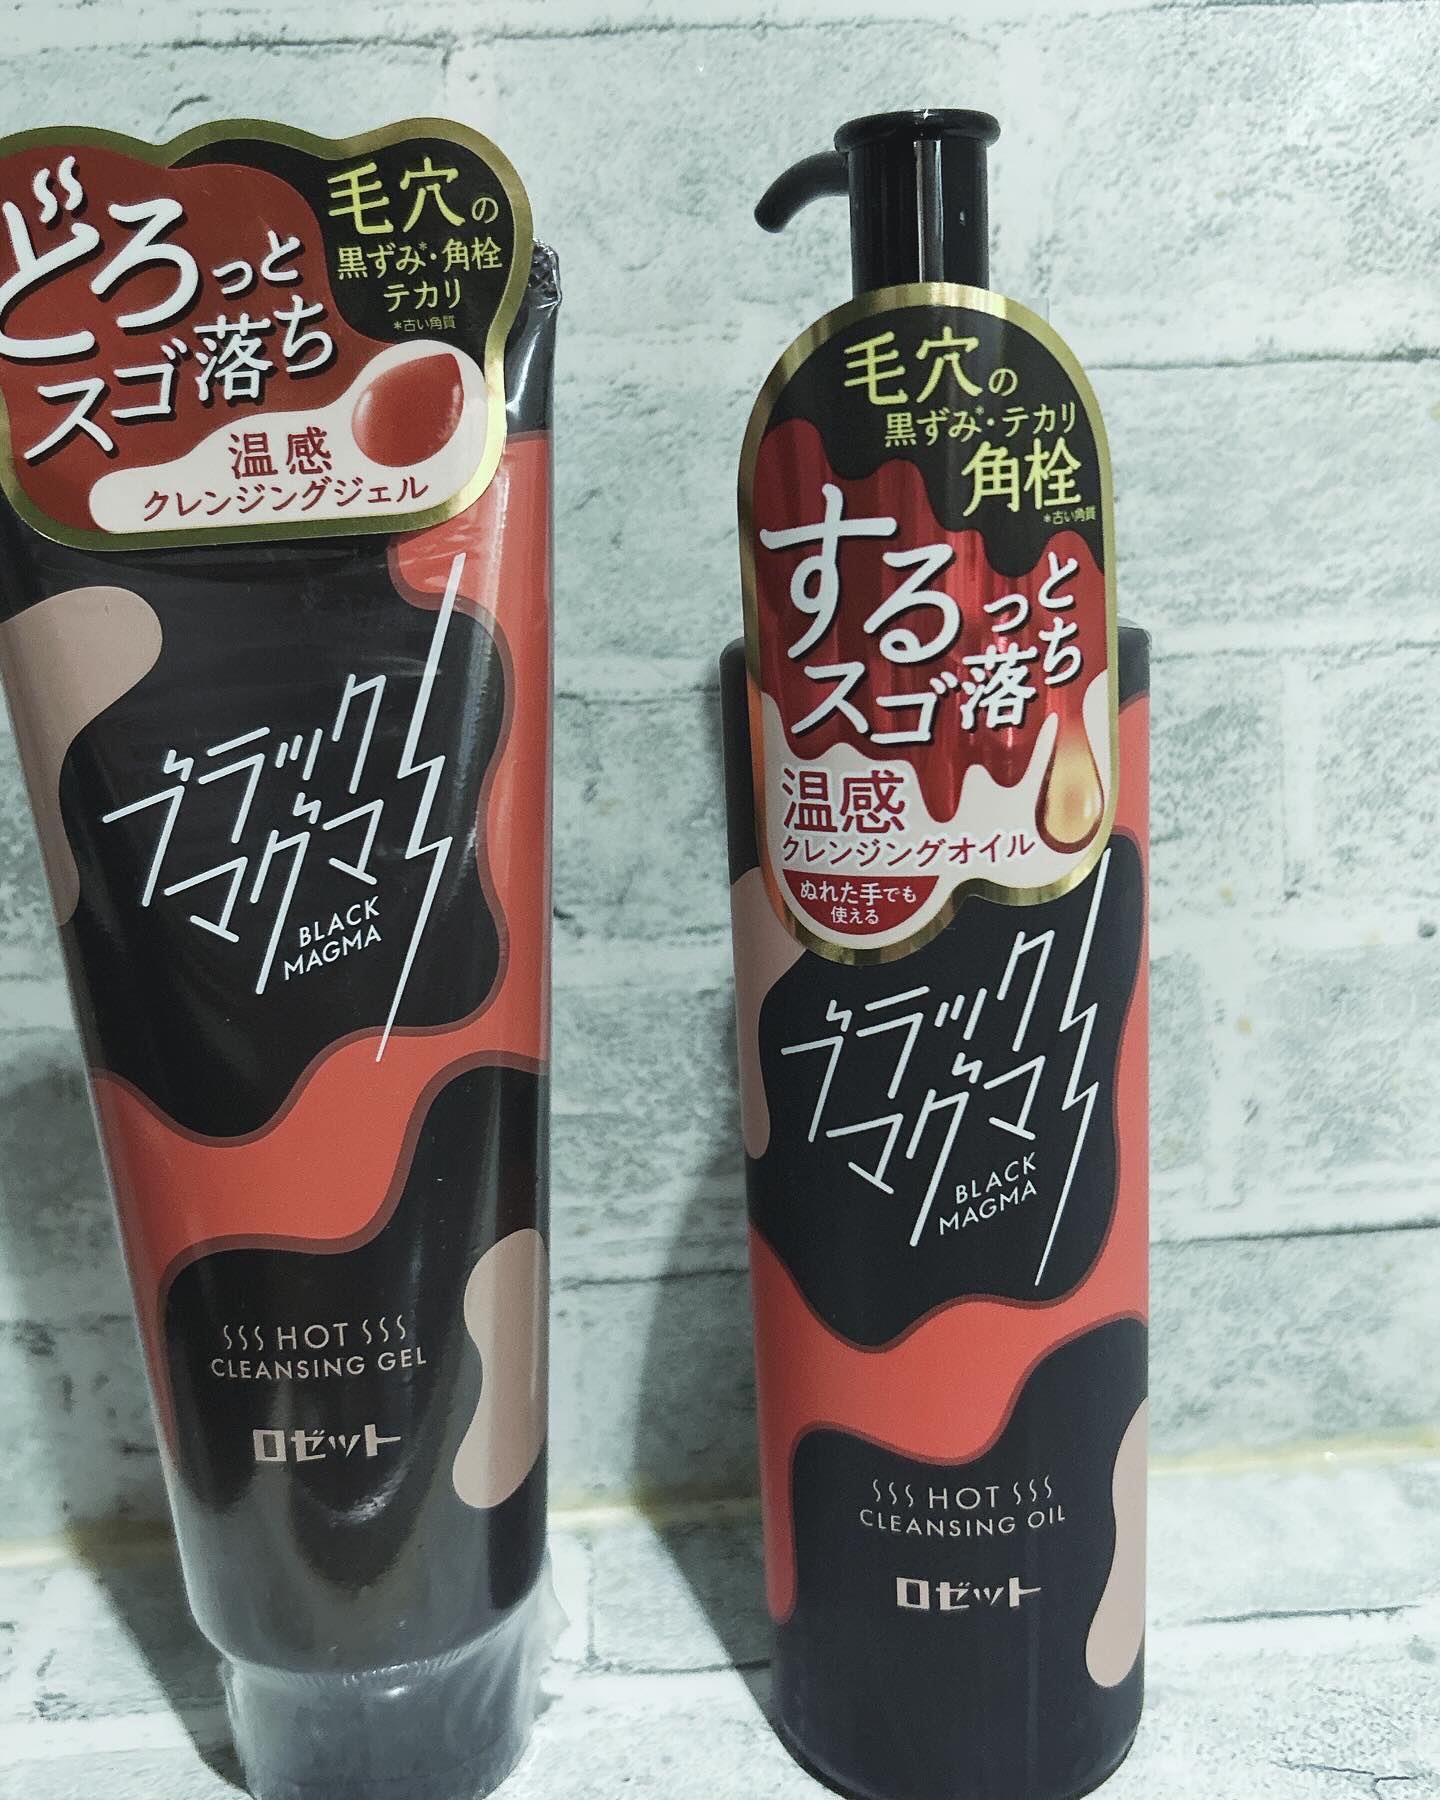 どろっと
スゴ落ち
毛穴の
黒ずみ*・角栓
テカリ
*古い角質
温感
クレンジングジェル
ブラック
マグマ
BLACK
MAGMA
HOT
CLEANSING GEL
ロゼット
毛穴の
黒ずみ*・テカリ
角栓
*古い角質
するっと
スゴ落ち
温感
クレンジングオイル
ぬれた手でも
使える
ブラック
マグマ
BLACK
MAGMA
HOT
CLEANSING OIL
ロゼット